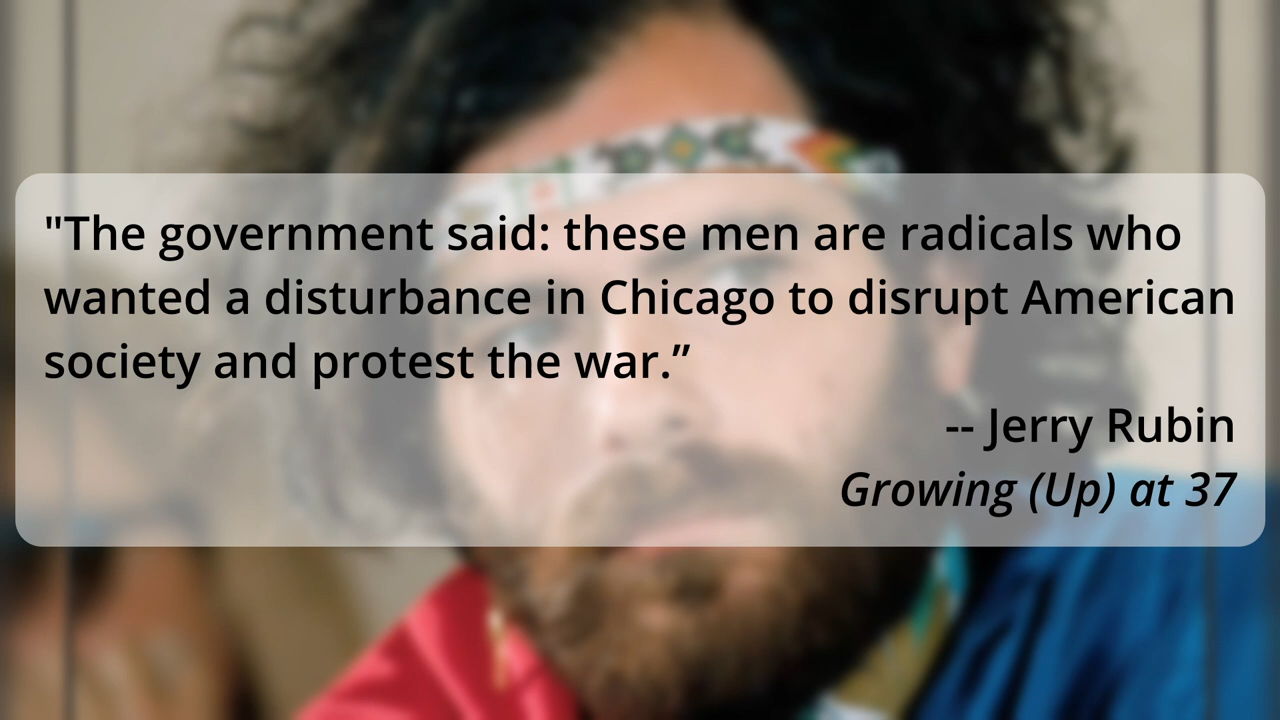 "The government said: these men are radicals who
wanted a disturbance in Chicago to disrupt American
society and protest the war.”
-- Jerry Rubin
Growing (Up) at 37